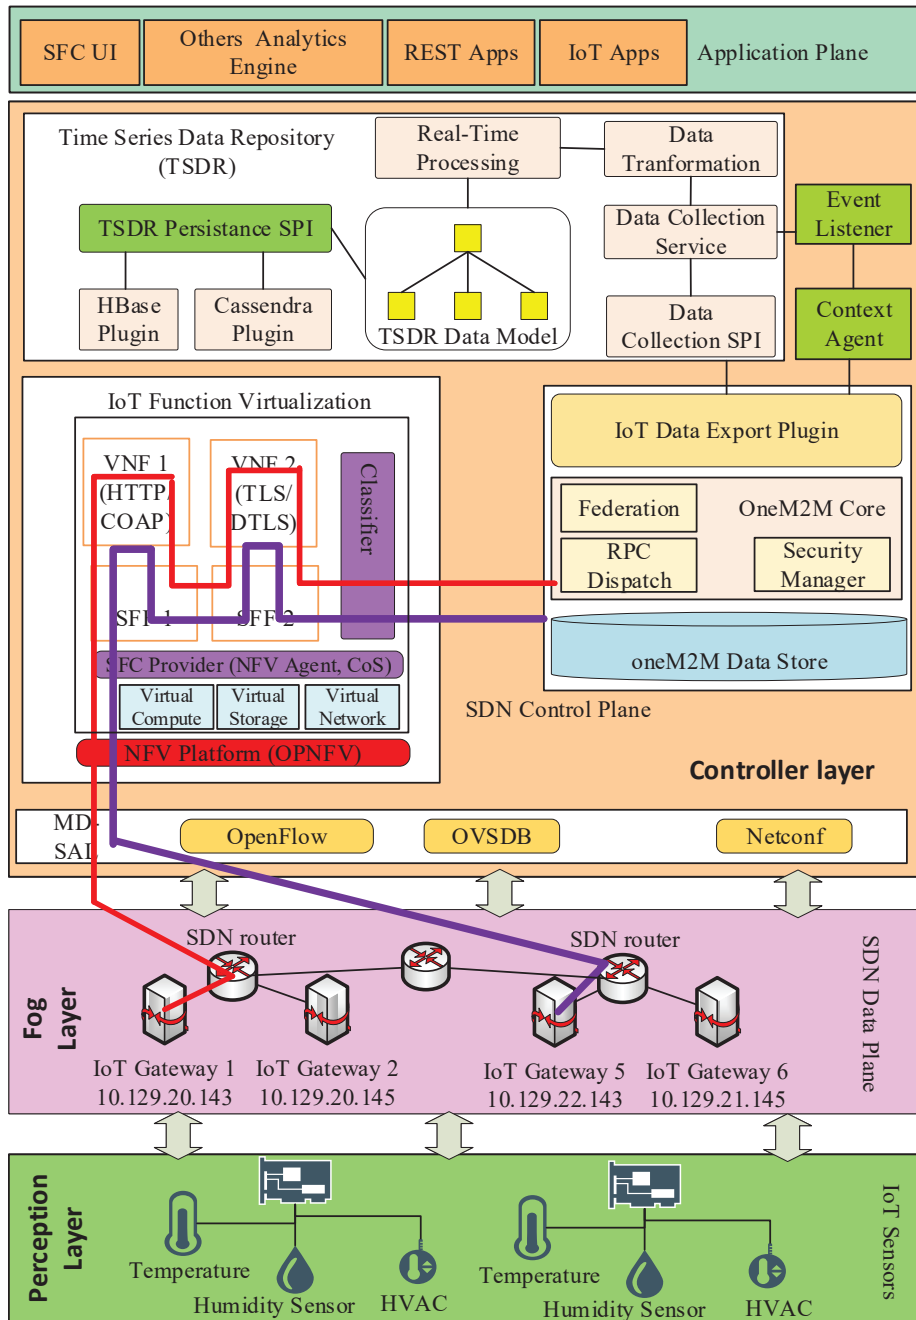 SFC UI
Others Analytics
Engine
REST Apps
IoT Apps
Application Plane
Time Series Data Repository
(TSDR)
Real-Time
Processing
Data
Tranformation
TSDR Persistance SPI
Data Collection
Service
Event
Listener
HBase
Plugin
Cassendra
Plugin
TSDR Data Model
Data
Collection SPI
Context
Agent
IoT Function Virtualization
IoT Data Export Plugin
VNF 1
(HTTP/
COAP)
VNF 2
(TLS/
DTLS)
Classifier
Federation
OneM2M Core
RPC
Dispatch
Security
Manager
SFF 1
SFF 2
oneM2M Data Store
SFC Provider (NFV Agent, CoS)
Virtual
Compute
Virtual
Storage
Virtual
Network
SDN Control Plane
NFV Platform (OPNFV)
Controller layer
MD-
SAL
OpenFlow
OVSDB
Netconf
Fog
Layer
SDN router
SDN router
SDN Data Plane
IoT Gateway 1
10.129.20.143
IoT Gateway 2
10.129.20.145
IoT Gateway 5
10.129.22.143
IoT Gateway 6
10.129.21.145
Perception
Layer
IoT Sensors
Temperature
Humidity Sensor
HVAC
Temperature
Humidity Sensor
HVAC